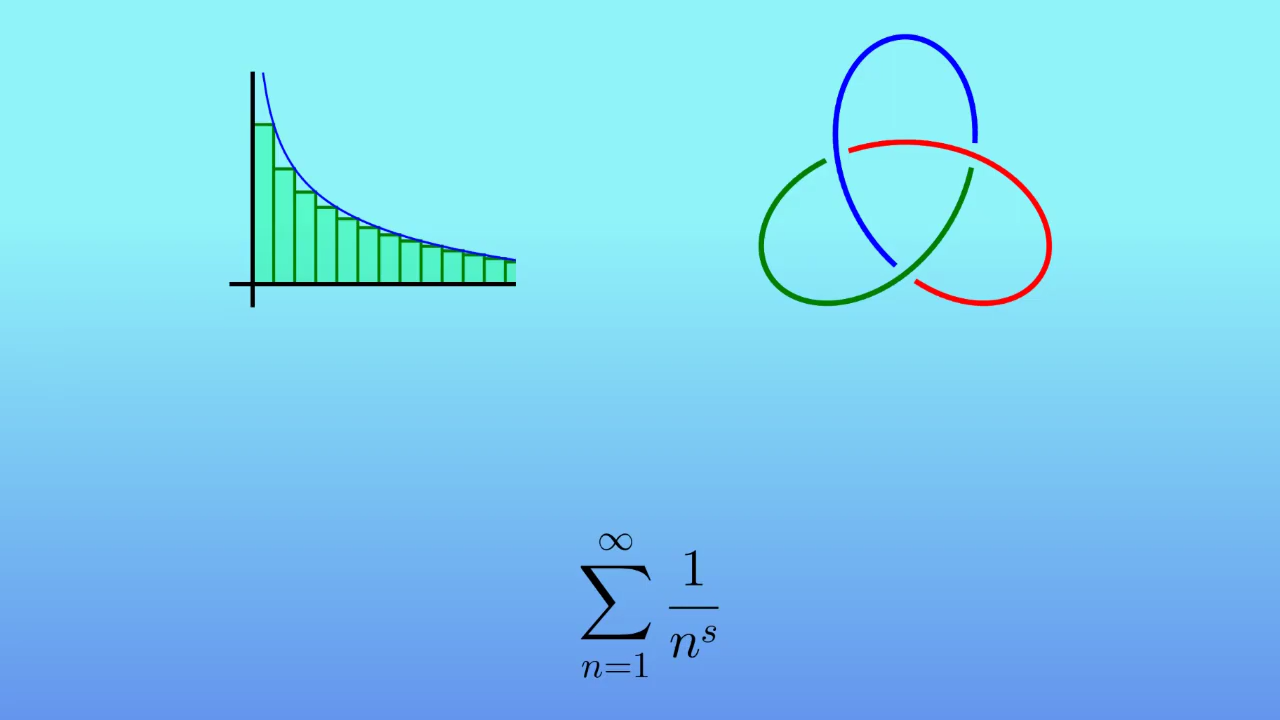 ∞
∑ 1/n^s
n=1